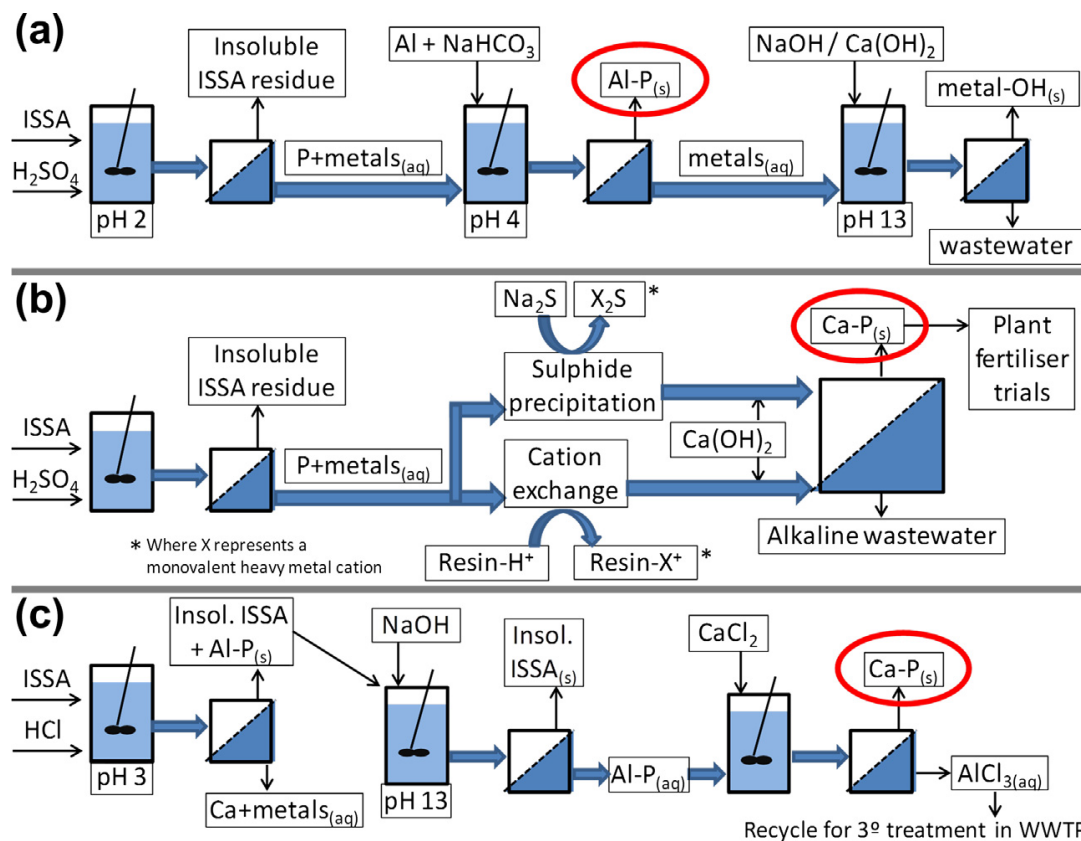 (a)
Insoluble
ISSA residue
Al + NaHCO₃
Al-P₍ₛ₎
NaOH / Ca(OH)₂
metal-OH₍ₛ₎
ISSA
H₂SO₄
P+metals₍aq₎
metals₍aq₎
pH 2
pH 4
pH 13
wastewater
(b)
Na₂S
X₂S
*
Ca-P₍ₛ₎
Plant
fertiliser
trials
Insoluble
ISSA residue
Sulphide
precipitation
ISSA
H₂SO₄
P+metals₍aq₎
Ca(OH)₂
Cation
exchange
Alkaline wastewater
* Where X represents a
monovalent heavy metal cation
Resin-H⁺
Resin-X⁺
*
(c)
Insol. ISSA
+ Al-P₍ₛ₎
NaOH
Insol.
ISSA₍ₛ₎
CaCl₂
Ca-P₍ₛ₎
ISSA
HCl
pH 3
pH 13
Al-P₍aq₎
AlCl₃₍aq₎
Ca+metals₍aq₎
Recycle for 3º treatment in WWTP